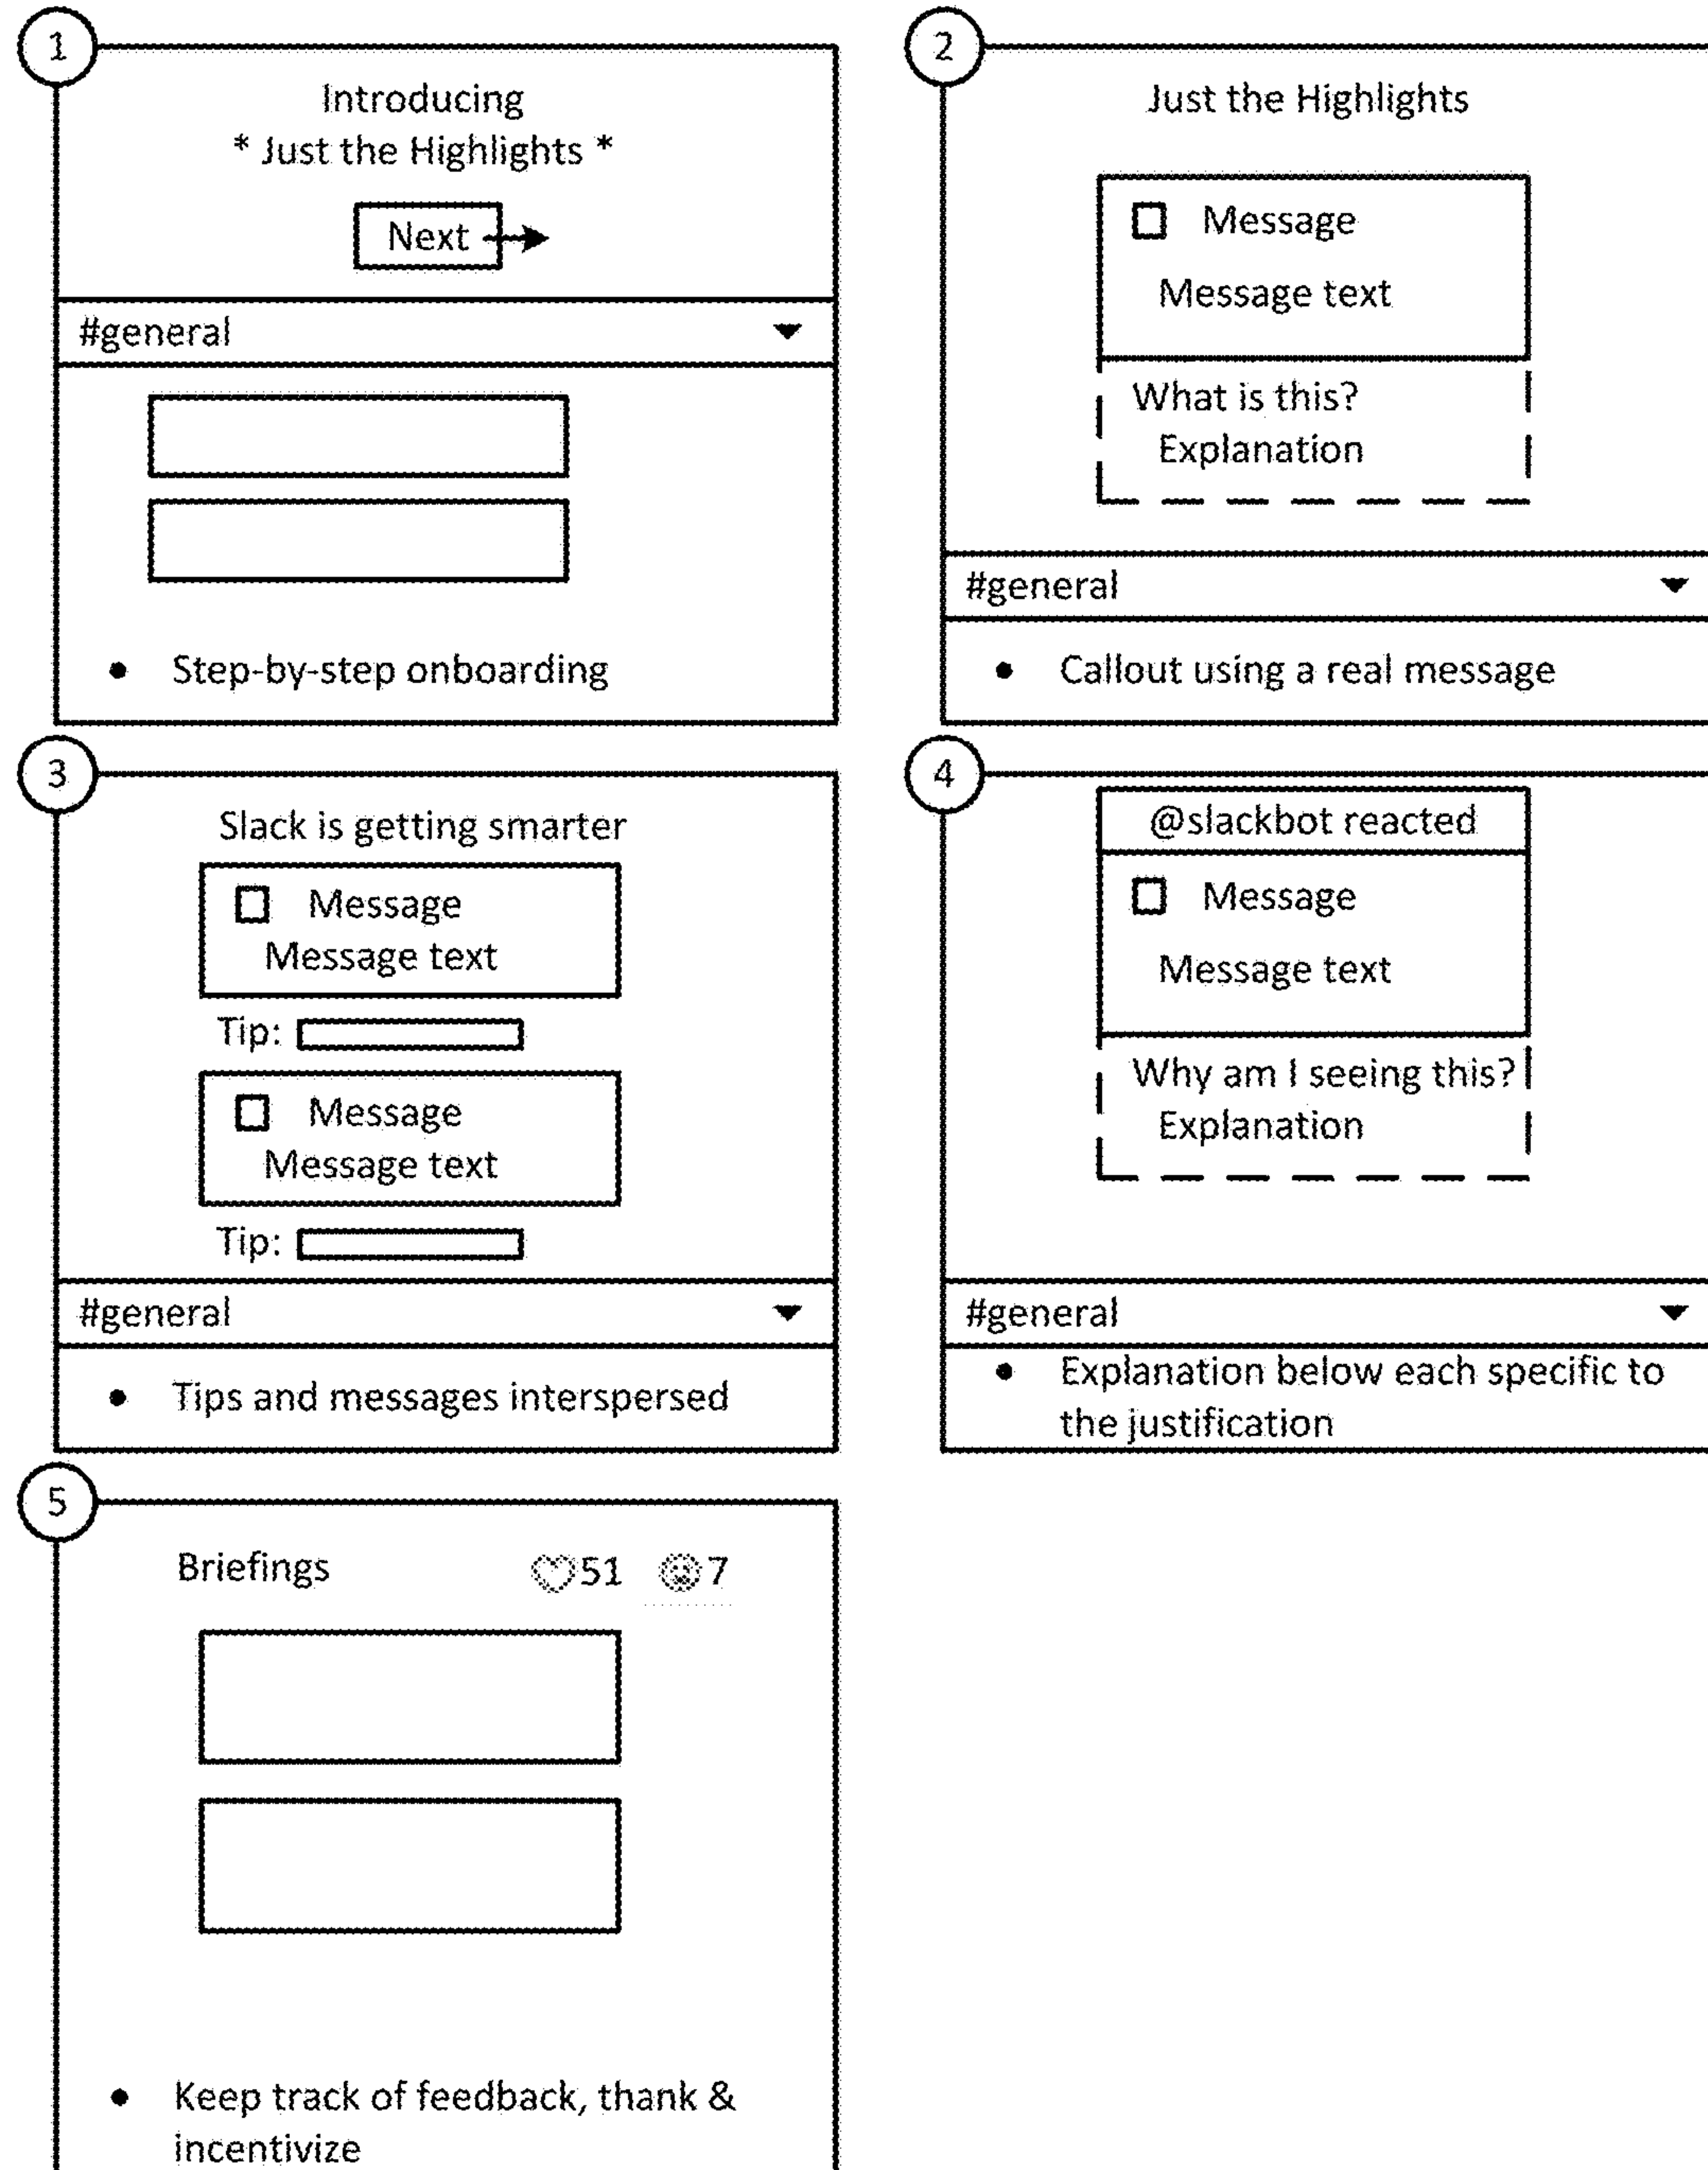 1
Introducing
* Just the Highlights *
Next
#general
• Step-by-step onboarding
2
Just the Highlights
Message
Message text
What is this?
Explanation
#general
• Callout using a real message
3
Slack is getting smarter
Message
Message text
Tip:
Message
Message text
Tip:
#general
• Tips and messages interspersed
4
@slackbot reacted
Message
Message text
Why am I seeing this?
Explanation
#general
• Explanation below each specific to
the justification
5
Briefings 51 7
• Keep track of feedback, thank &
incentivize